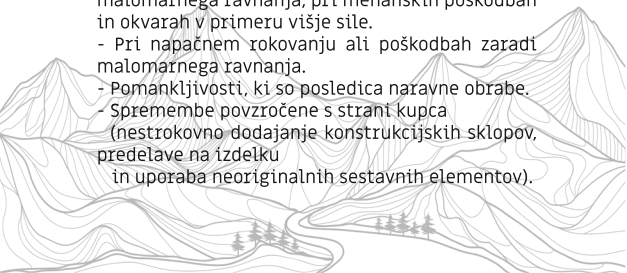 malomarnega ravnanja, pri mehanskih poškodbah
in okvarah v primeru višje sile.
- Pri napačnem rokovanju ali poškodbah zaradi
malomarnega ravnanja.
- Pomankljivosti, ki so posledica naravne obrabe.
- Spremembe povzročene s strani kupca
(nestrokovno dodajanje konstrukcijskih sklopov,
predelave na izdelku
in uporaba neoriginalnih sestavnih elementov).